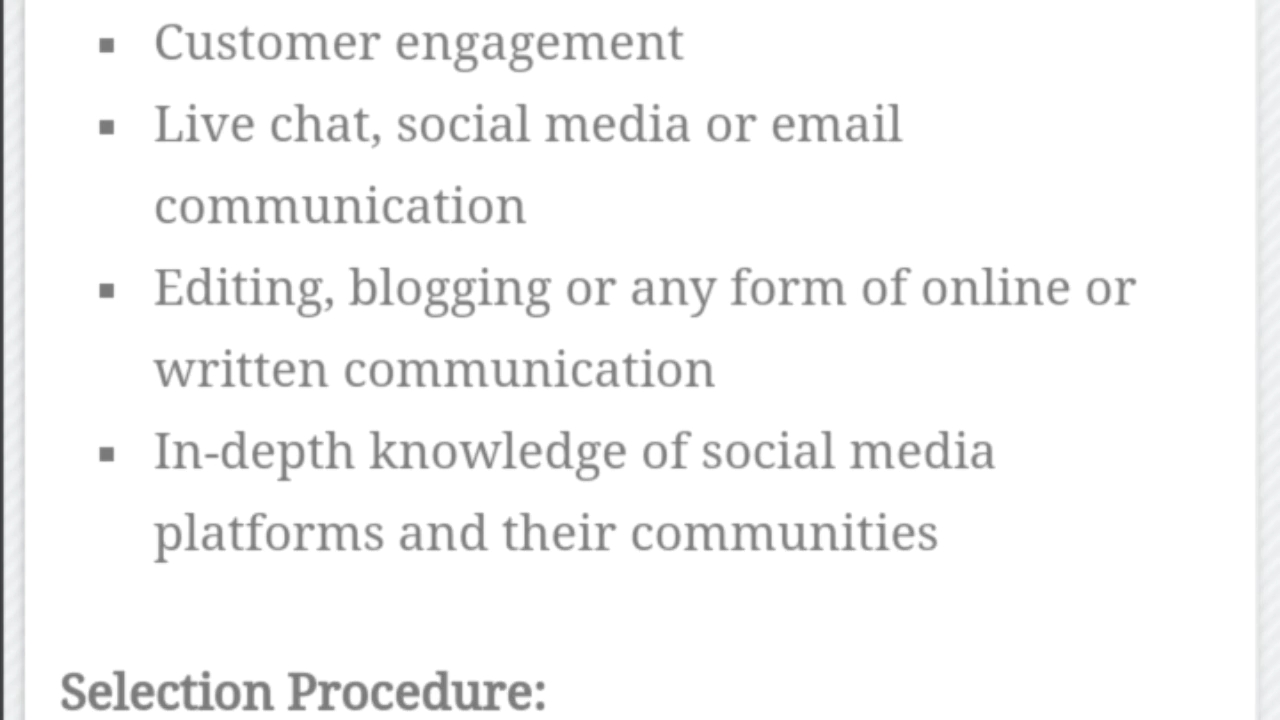 Customer engagement
Live chat, social media or email
communication
Editing, blogging or any form of online or
written communication
In-depth knowledge of social media
platforms and their communities
Selection Procedure: